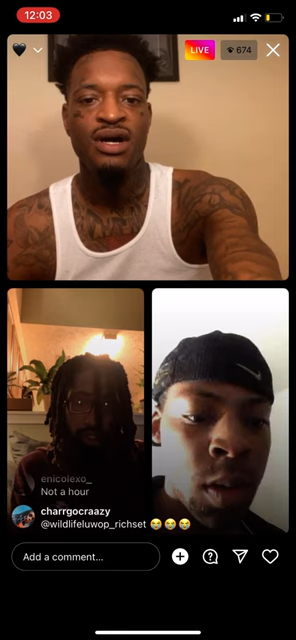 12:03
LIVE
674
enicolexo_
Not a hour
charrgocraazy
@wildlifeluwop_richset 😭😭😭
Add a comment...